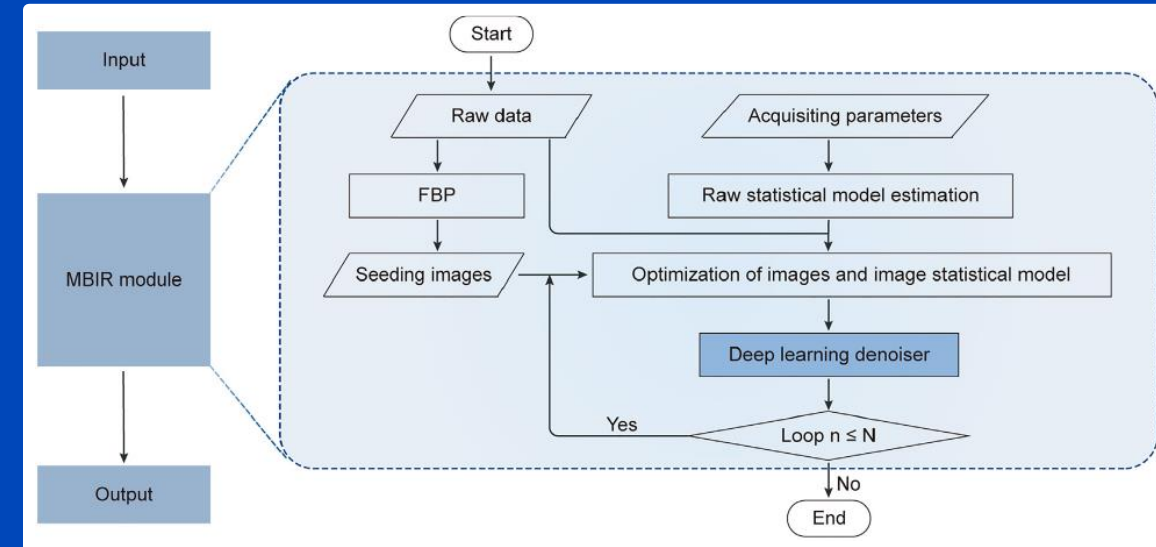 Start
Input
Raw data
Acquisiting parameters
FBP
Raw statistical model estimation
MBIR module
Seeding images
Optimization of images and image statistical model
Deep learning denoiser
Yes
Loop n ≤ N
Output
No
End